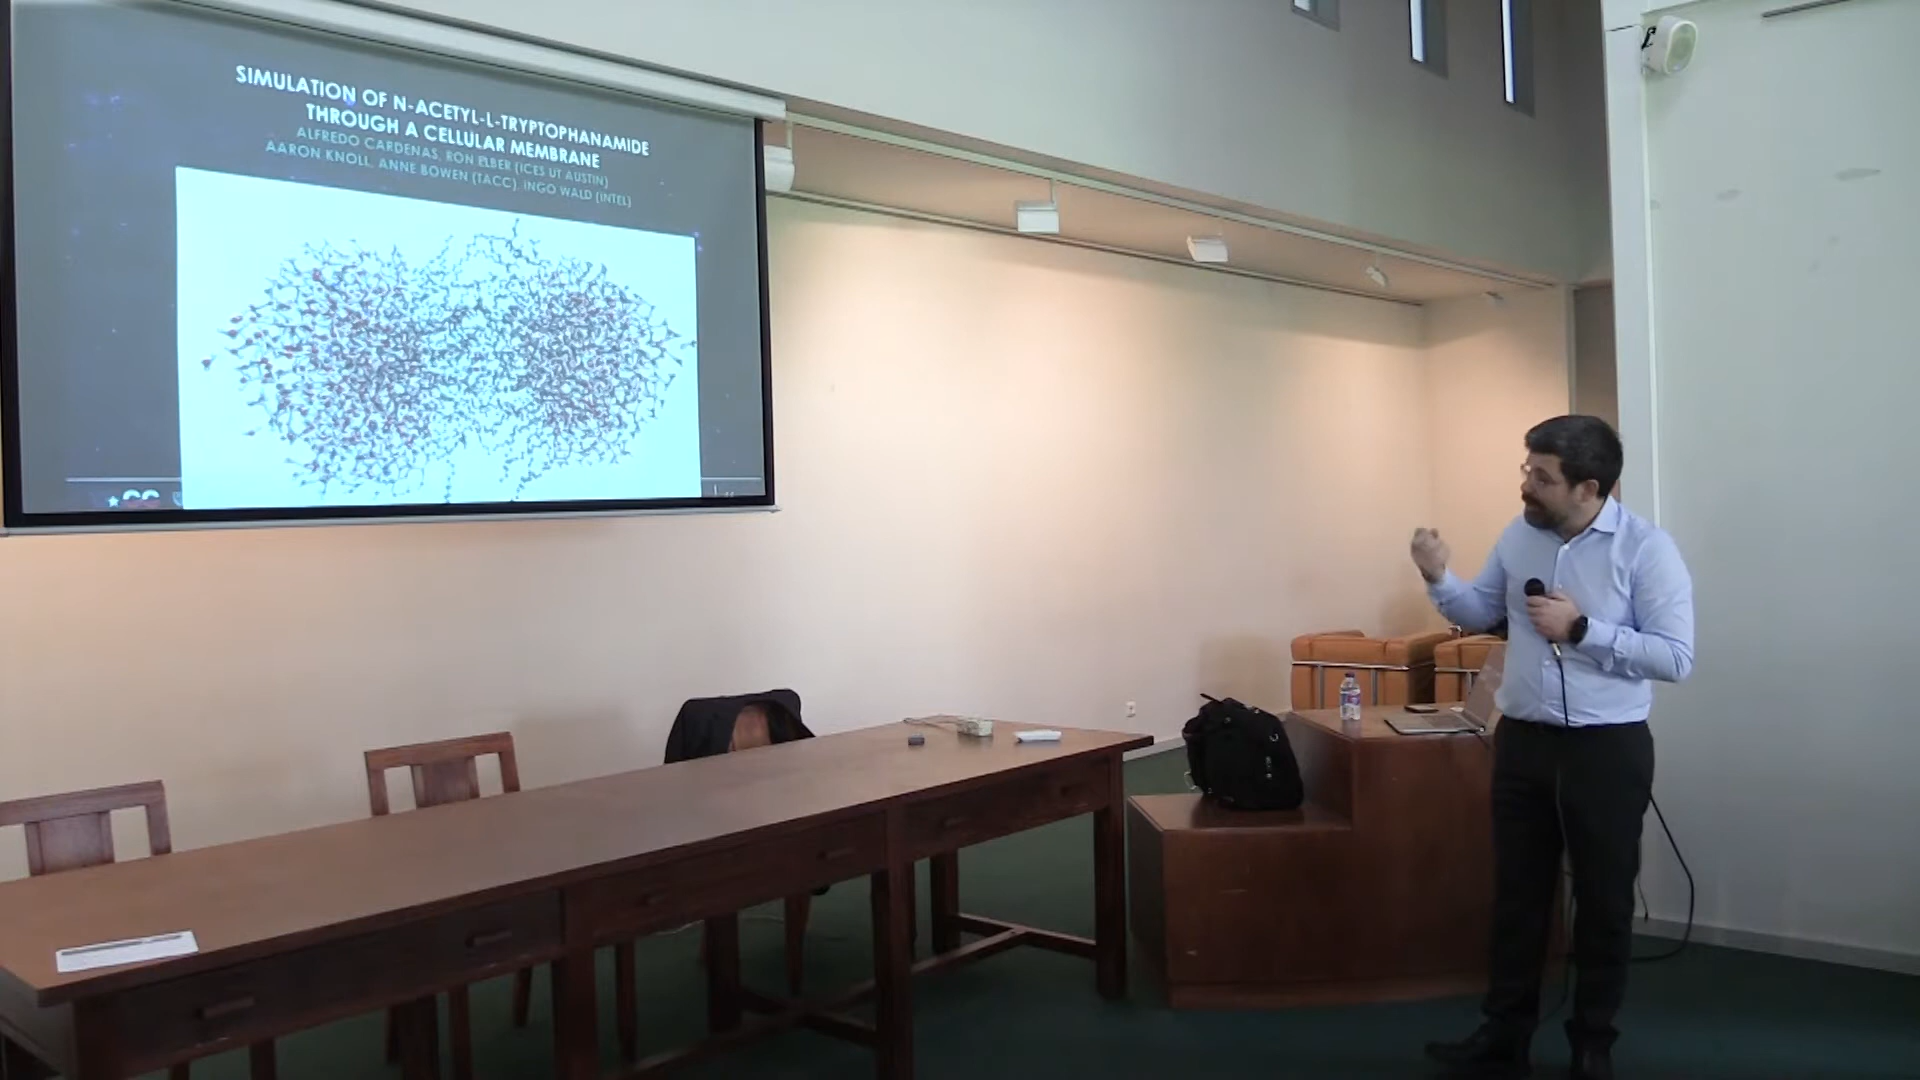 SIMULATION OF N-ACETYL-L-TRYPTOPHANAMIDE
THROUGH A CELLULAR MEMBRANE
ALFREDO CARDENAS, RON ELBER (ICES UT AUSTIN)
AARON KNOLL, ANNE BOWEN (TACC), INGO WALD (INTEL)